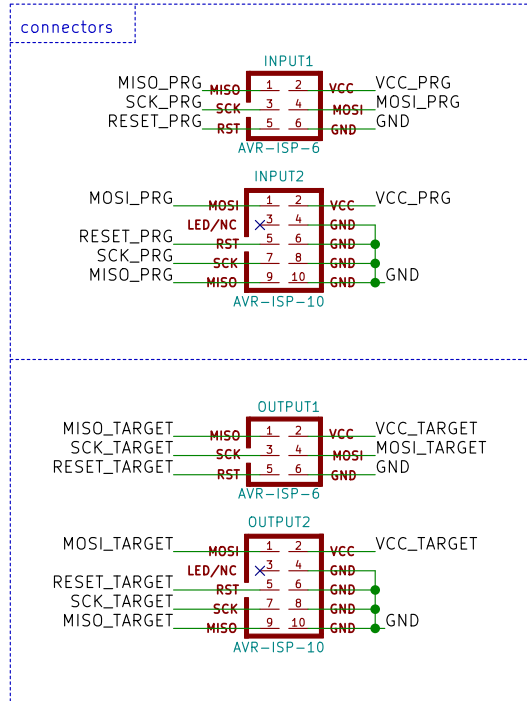 connectors
INPUT1
MISO_PRG MISO 1 2 VCC VCC_PRG
SCK_PRG SCK 3 4 MOSI MOSI_PRG
RESET_PRG RST 5 6 GND GND
AVR-ISP-6
INPUT2
MOSI_PRG MOSI 1 2 VCC VCC_PRG
LED/NC 3 4 GND
RESET_PRG RST 5 6 GND
SCK_PRG SCK 7 8 GND
MISO_PRG MISO 9 10 GND GND
AVR-ISP-10
OUTPUT1
MISO_TARGET MISO 1 2 VCC VCC_TARGET
SCK_TARGET SCK 3 4 MOSI MOSI_TARGET
RESET_TARGET RST 5 6 GND GND
AVR-ISP-6
OUTPUT2
MOSI_TARGET MOSI 1 2 VCC VCC_TARGET
LED/NC 3 4 GND
RESET_TARGET RST 5 6 GND
SCK_TARGET SCK 7 8 GND
MISO_TARGET MISO 9 10 GND GND
AVR-ISP-10